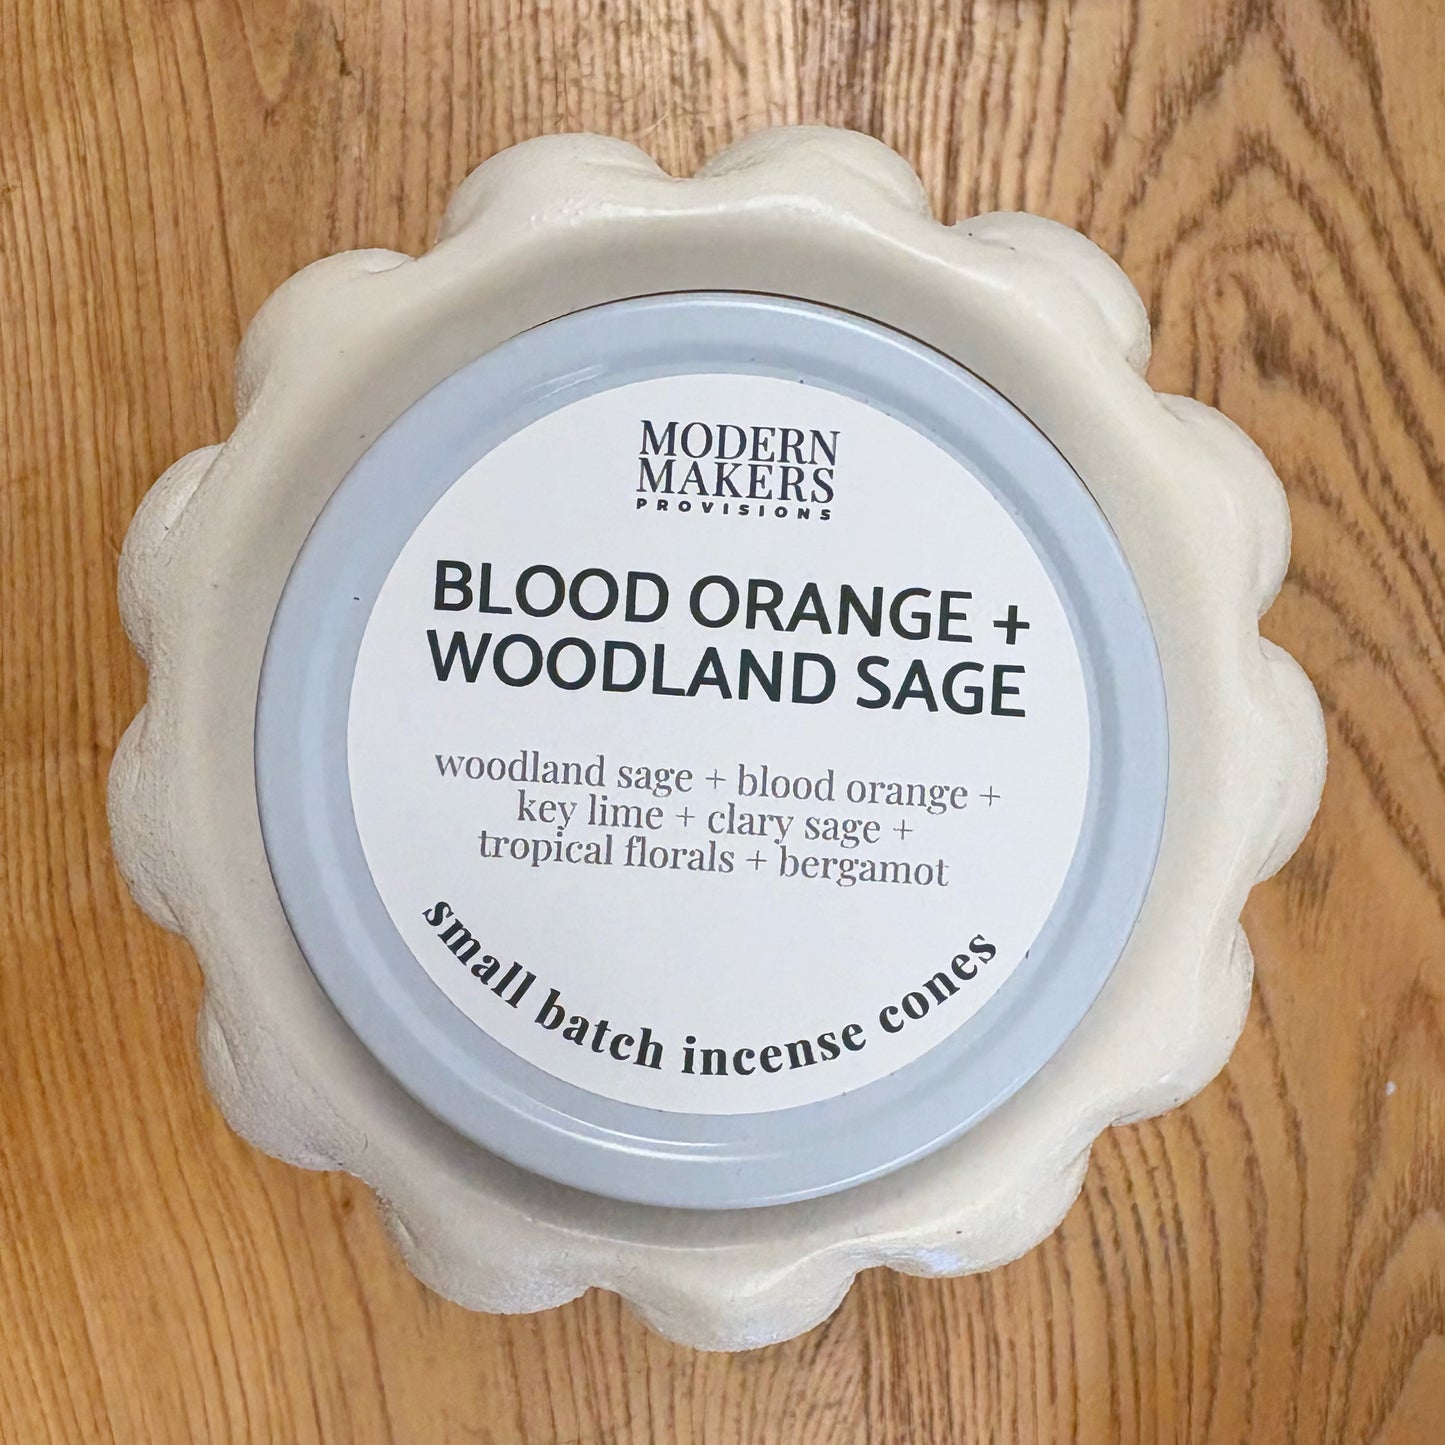 MODERN
MAKERS
PROVISIONS
BLOOD ORANGE +
WOODLAND SAGE
woodland sage + blood orange +
key lime + clary sage +
tropical florals + bergamot
small batch incense cones